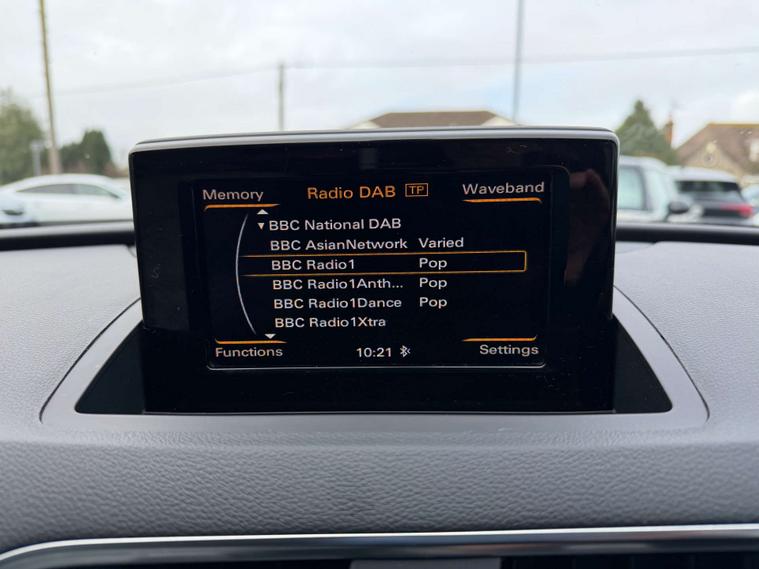 Memory
Radio DAB TP
Waveband
BBC National DAB
BBC AsianNetwork Varied
BBC Radio1 Pop
BBC Radio1Anth... Pop
BBC Radio1Dance Pop
BBC Radio1Xtra
Functions
10:21
Settings